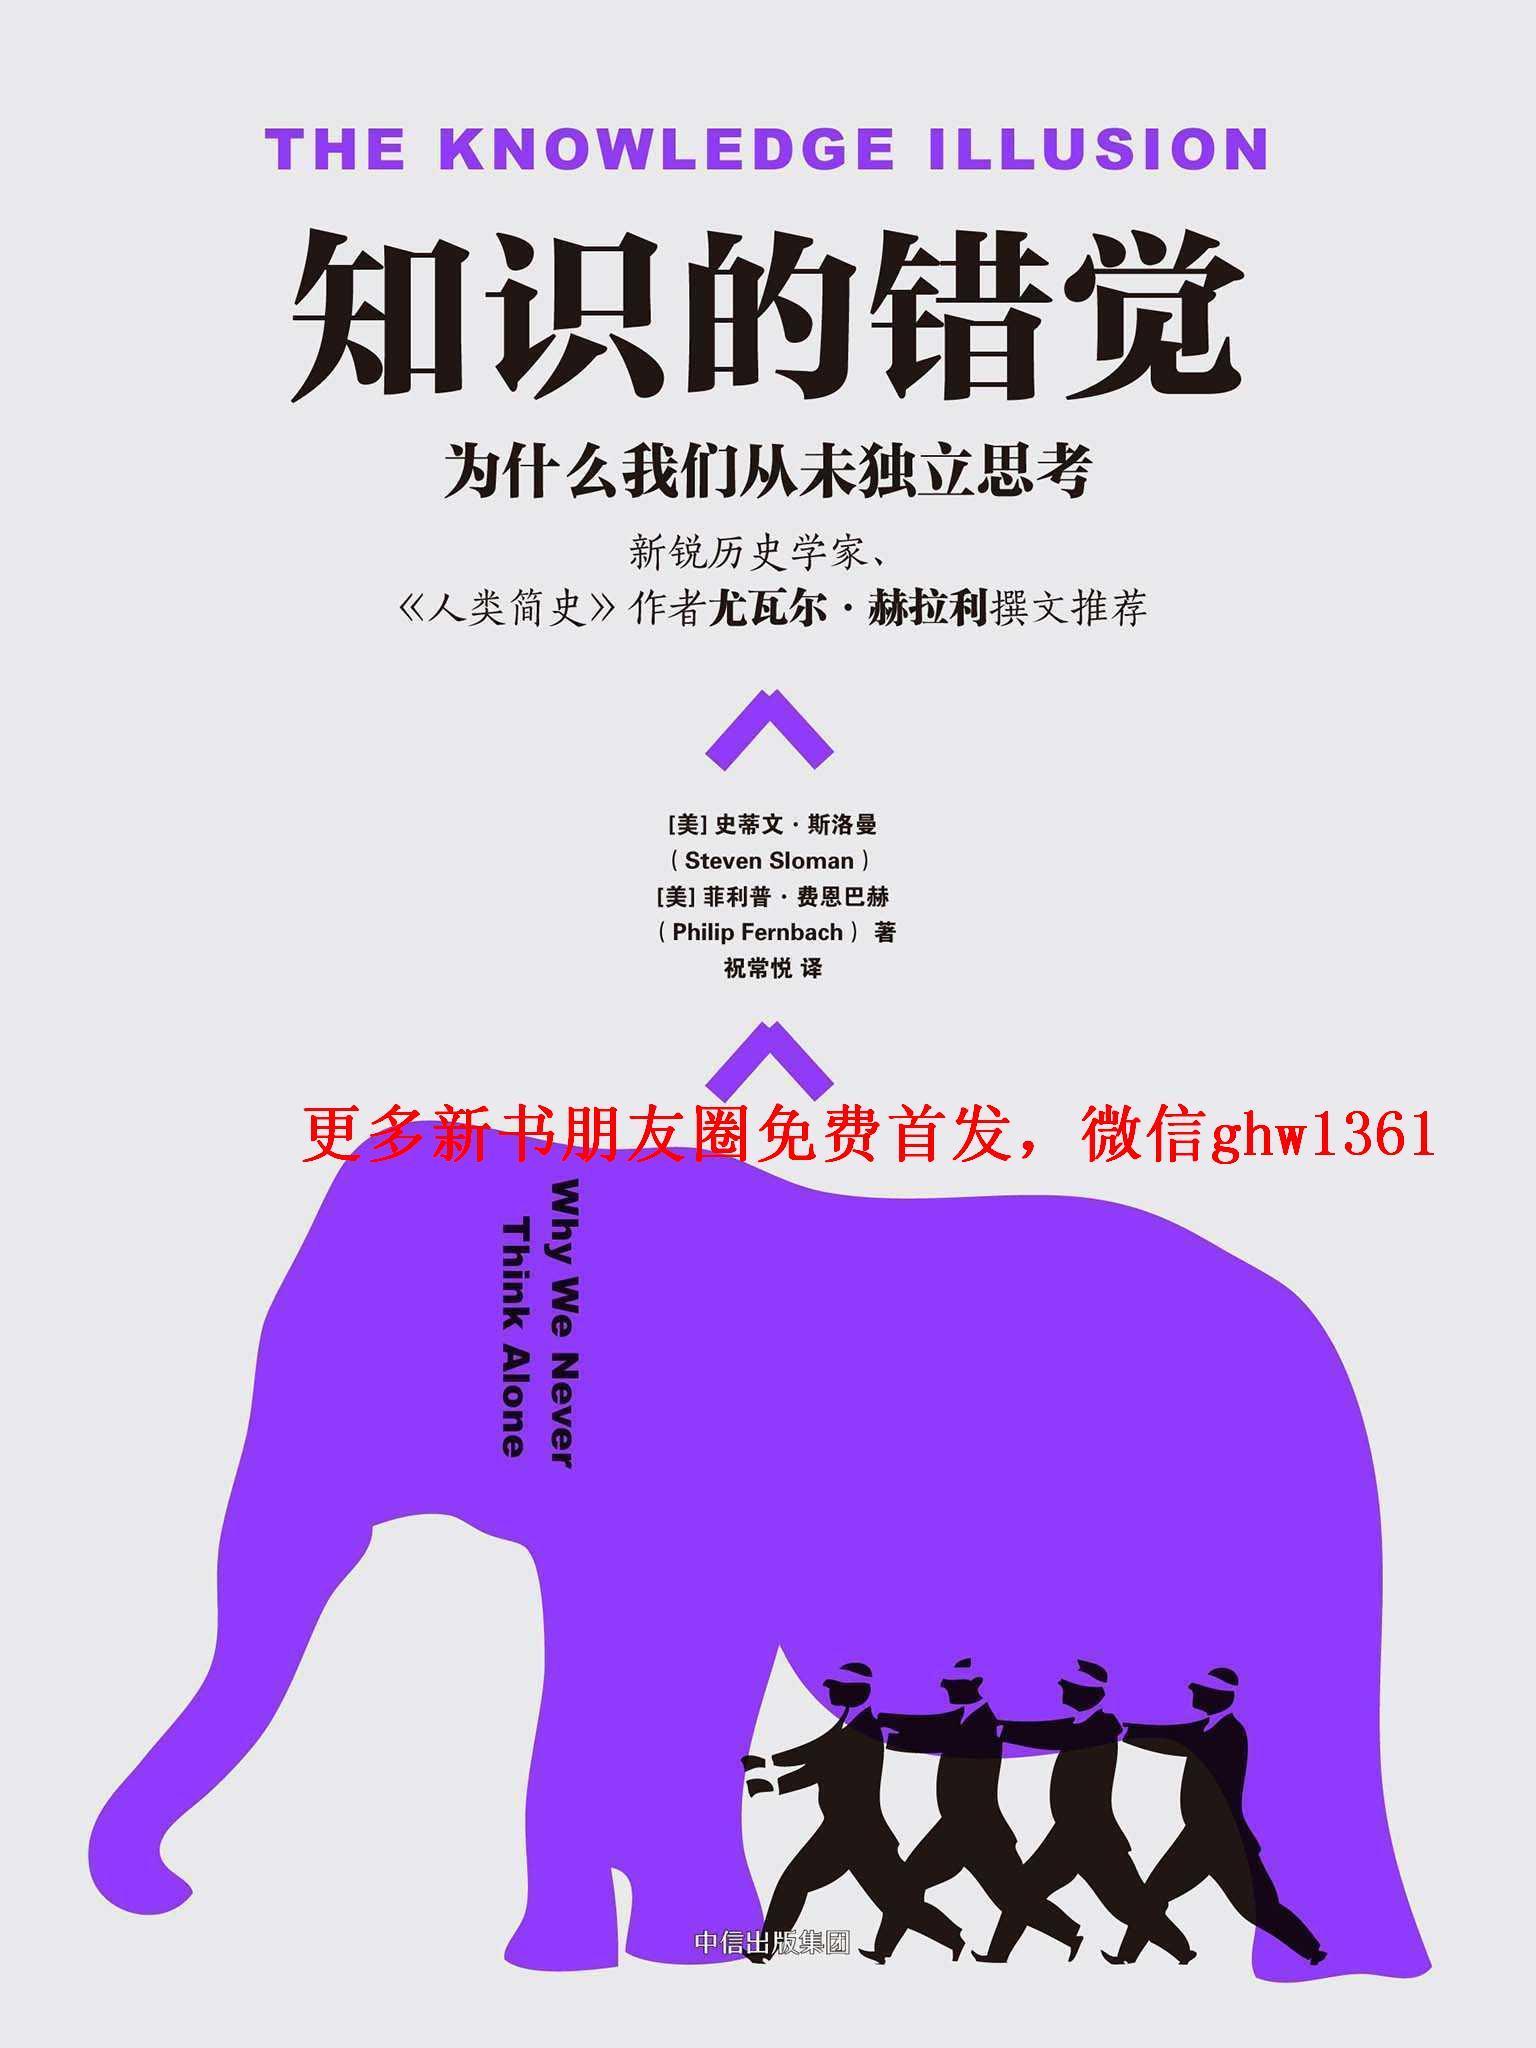 THE KNOWLEDGE ILLUSION
知识的错觉
为什么我们从未独立思考
新锐历史学家、
《人类简史》作者尤瓦尔·赫拉利撰文推荐
[美] 史蒂文·斯洛曼
（Steven Sloman）
[美] 菲利普·费恩巴赫
（Philip Fernbach） 著
祝常悦 译
更多新书朋友圈免费首发，微信ghw1361
Why We Never
Think Alone
中信出版集团